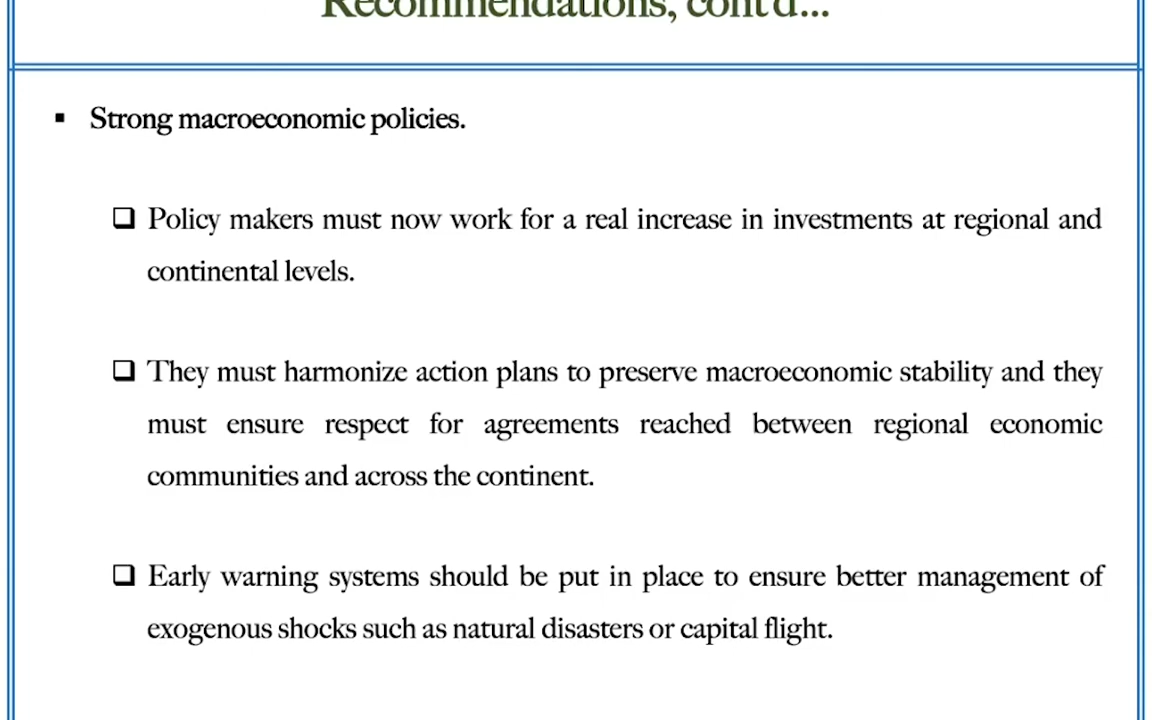 Recommendations, cont'd...
▪ Strong macroeconomic policies.
❑ Policy makers must now work for a real increase in investments at regional and
continental levels.
❑ They must harmonize action plans to preserve macroeconomic stability and they
must ensure respect for agreements reached between regional economic
communities and across the continent.
❑ Early warning systems should be put in place to ensure better management of
exogenous shocks such as natural disasters or capital flight.